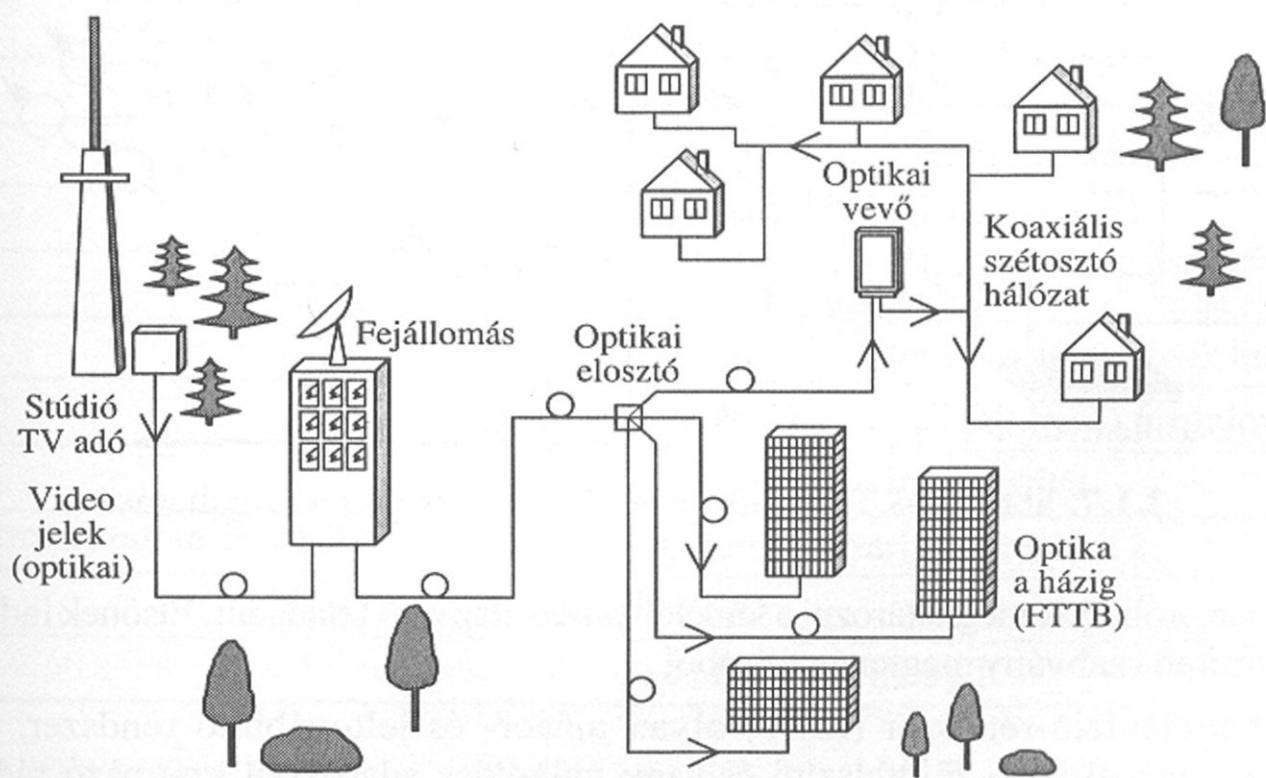 Optikai
vevő
Koaxiális
szétosztó
hálózat
Fejállomás
Optikai
elosztó
Stúdió
TV adó
Video
jelek
(optikai)
Optika
a házig
(FTTB)